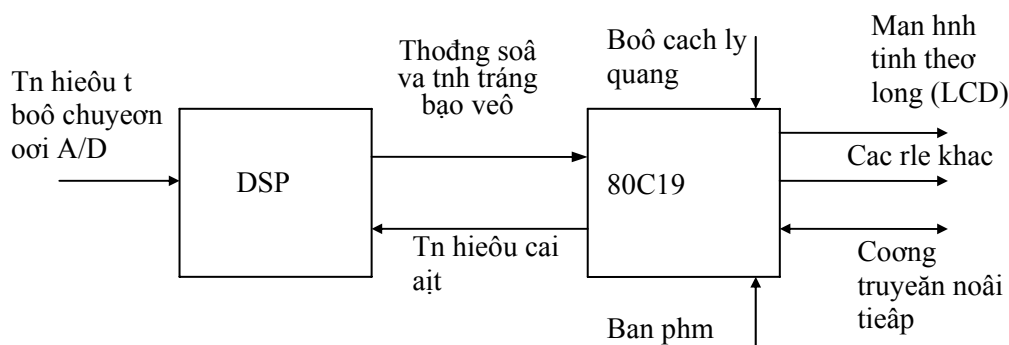 Tn hieôu t
boô chuyeơn
oơi A/D
DSP
Thođng soâ
va tnh tráng
bạo veô
Tn hieôu cai
aịt
Boô cach ly
quang
80C19
Ban phm
Man hnh
tinh theơ
long (LCD)
Cac rle khac
Coơng
truyeăn noâi
tieâp